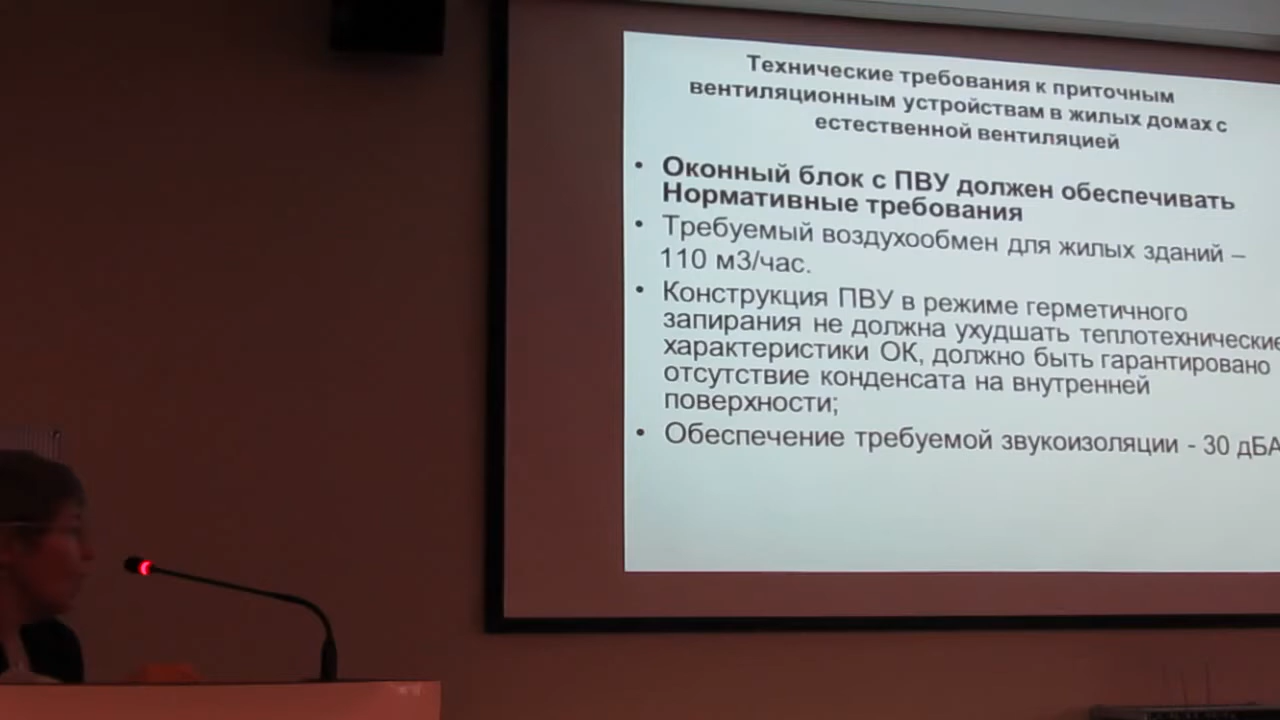 Технические требования к приточным
вентиляционным устройствам в жилых домах с
естественной вентиляцией
• Оконный блок с ПВУ должен обеспечивать
Нормативные требования
• Требуемый воздухообмен для жилых зданий –
110 м3/час.
• Конструкция ПВУ в режиме герметичного
запирания не должна ухудшать теплотехнические
характеристики ОК, должно быть гарантировано
отсутствие конденсата на внутренней
поверхности;
• Обеспечение требуемой звукоизоляции - 30 дБА